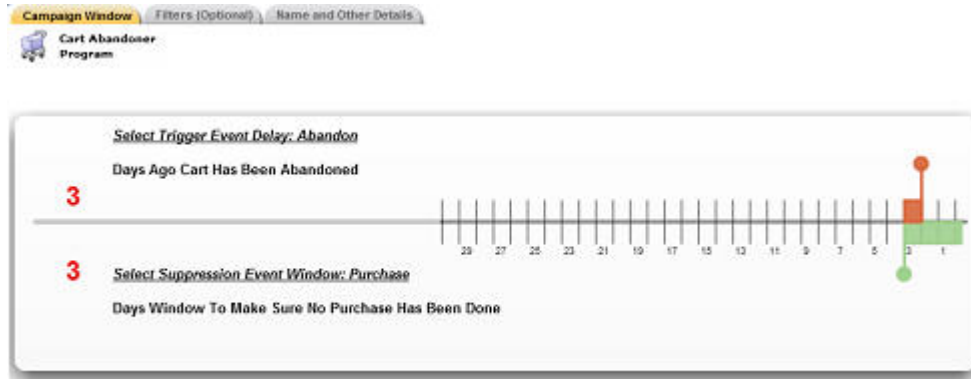 Campaign Window Filters (Optional) Name and Other Details
Cart Abandoner
Program
Select Trigger Event Delay: Abandon
Days Ago Cart Has Been Abandoned
3
29 27 25 23 21 19 17 15 13 11 9 7 5 3 1
3
Select Suppression Event Window: Purchase
Days Window To Make Sure No Purchase Has Been Done